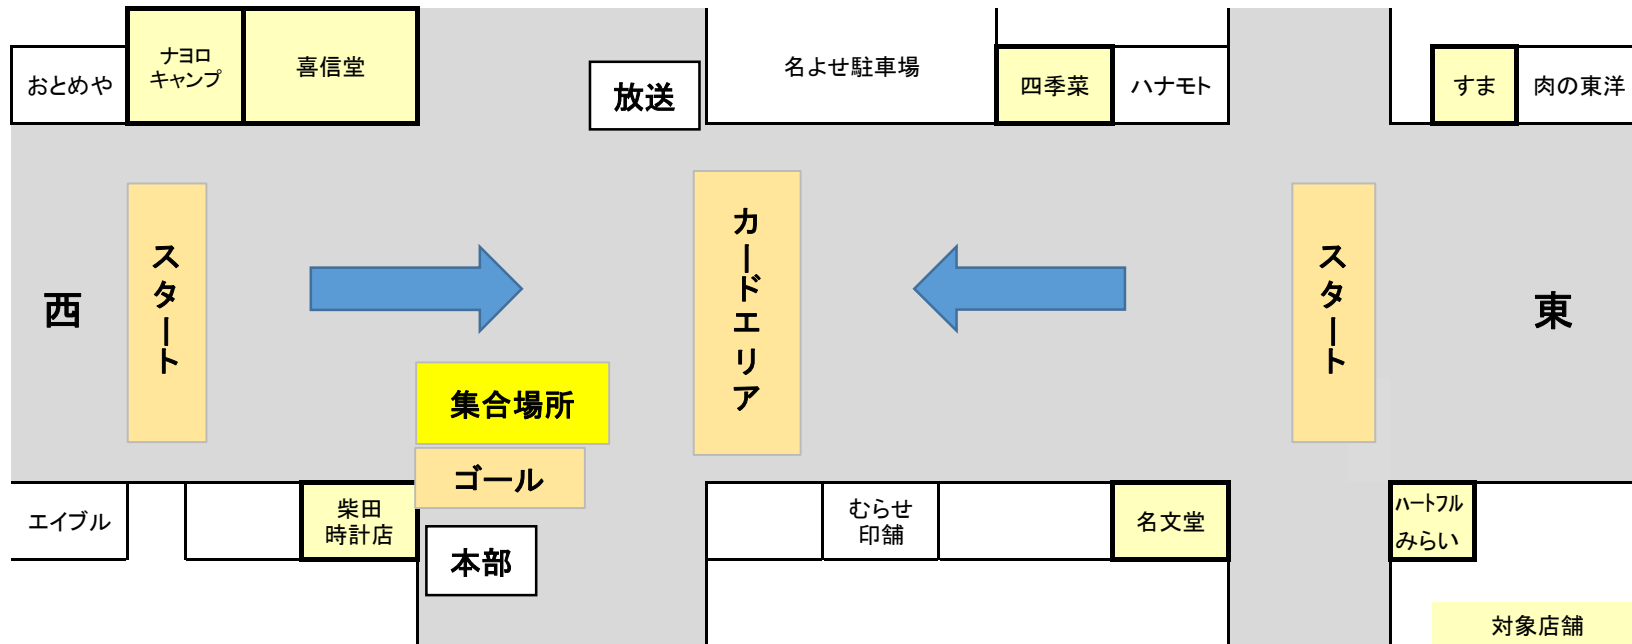 おとめや
ナヨロ
キャンプ
喜信堂
放送
名よせ駐車場
四季菜
ハナモト
すま
肉の東洋
西
スタート
カードエリア
スタート
東
集合場所
ゴール
エイブル
柴田
時計店
本部
むらせ
印舗
名文堂
ハートフル
みらい
対象店舗